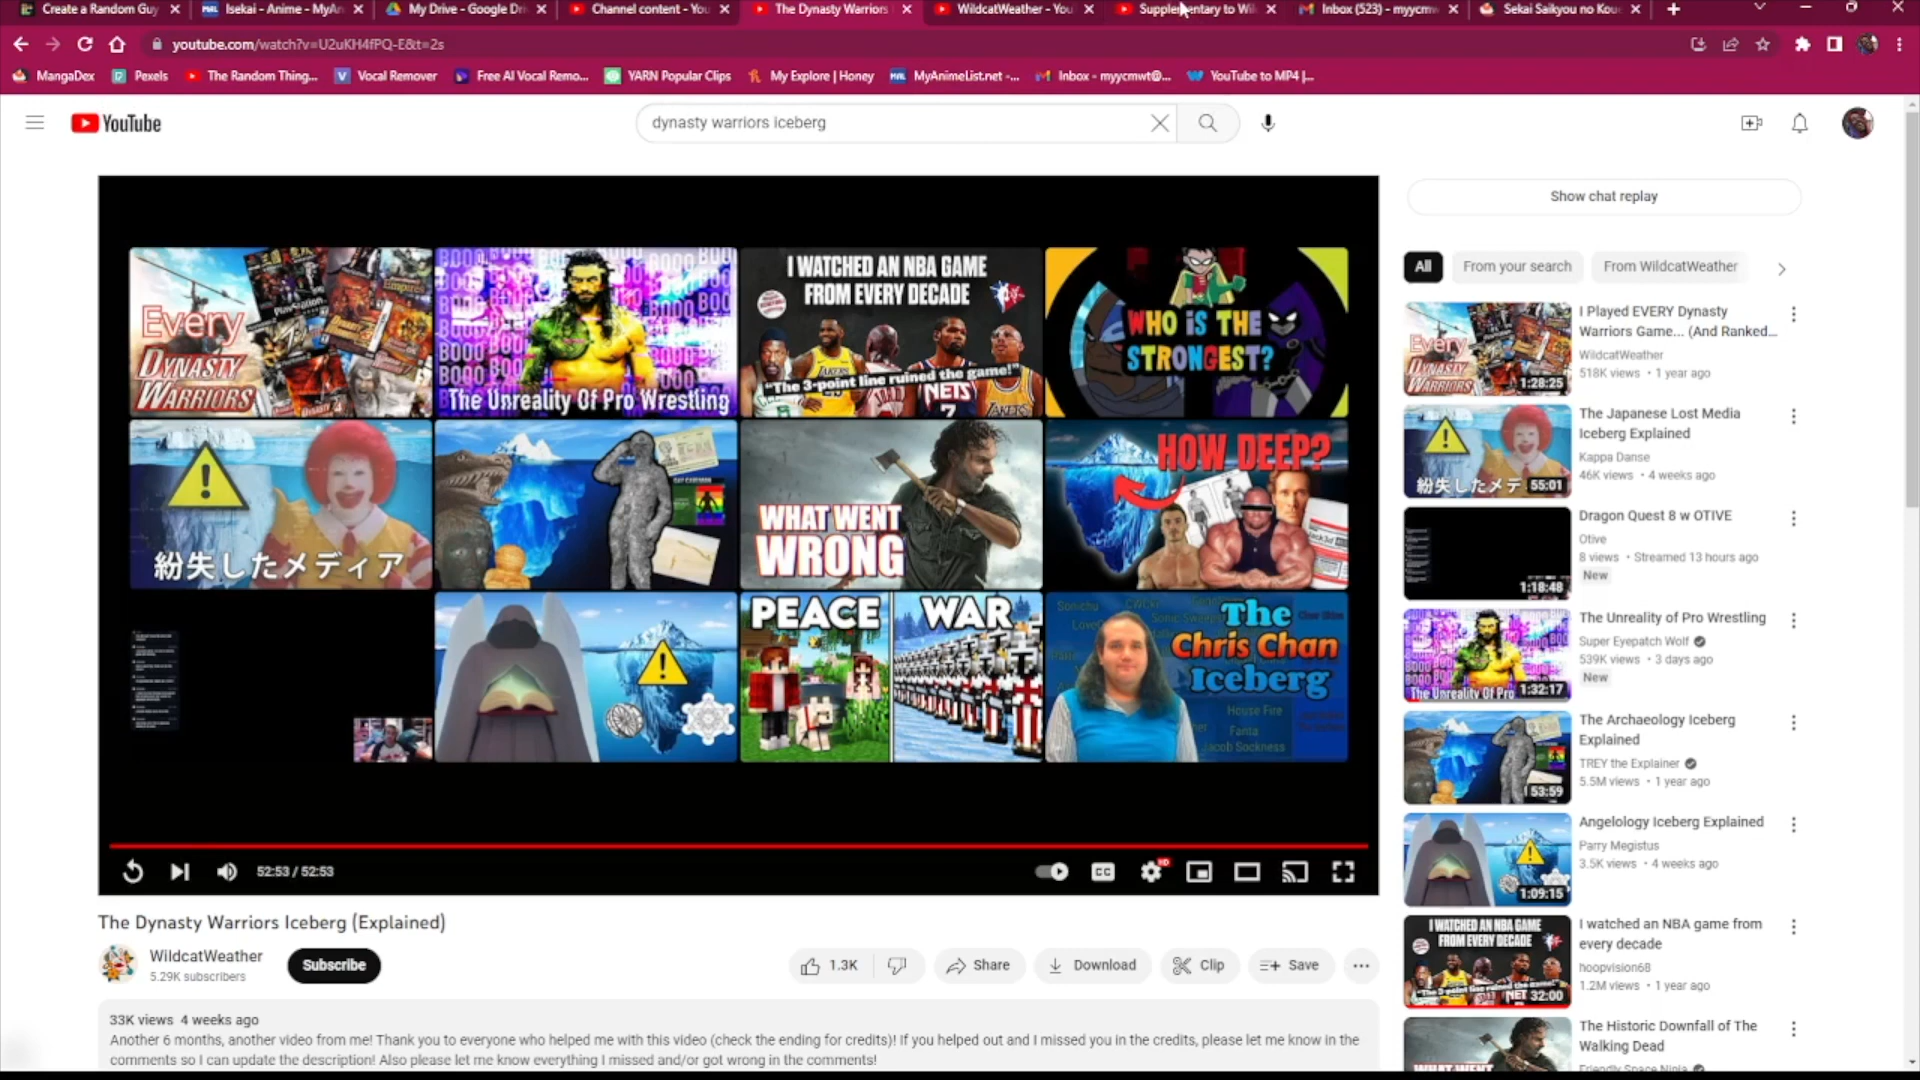 Create a Random Guy
Isekai - Anime - MyAn
My Drive - Google Dri
Channel content - You
The Dynasty Warriors
WildcatWeather - You
Supplementary to Wil
Inbox (523) - myycmw
Sekai Saikyou no Kou
youtube.com/watch?v=U2uKH4fPQ-E&t=2s
MangaDex
Pexels
The Random Thing...
Vocal Remover
Free AI Vocal Remo...
YARN Popular Clips
My Explore | Honey
MyAnimeList.net -...
Inbox - myycmwt@...
YouTube to MP4 |...
YouTube
dynasty warriors iceberg
Show chat replay
All
From your search
From WildcatWeather
Every
DYNASTY
WARRIORS
BOOO
The Unreality Of Pro Wrestling
I WATCHED AN NBA GAME
FROM EVERY DECADE
"The 3-point line ruined the game!"
LAKERS
NETS
7
WHO IS THE
STRONGEST?
紛失したメディア
WHAT WENT
WRONG
HOW DEEP?
PEACE
WAR
The
Chris Chan
Iceberg
House Fire
Fanta
Jacob Sockness
I Played EVERY Dynasty
Warriors Game... (And Ranked...
WildcatWeather
518K views • 1 year ago
1:28:25
The Japanese Lost Media
Iceberg Explained
Kappa Danse
46K views • 4 weeks ago
55:01
Dragon Quest 8 w OTIVE
Otive
8 views • Streamed 13 hours ago
New
1:18:48
The Unreality of Pro Wrestling
Super Eyepatch Wolf
539K views • 3 days ago
New
1:32:17
The Archaeology Iceberg
Explained
TREY the Explainer
5.5M views • 1 year ago
53:59
Angelology Iceberg Explained
Parry Megistus
3.5K views • 4 weeks ago
1:09:15
I watched an NBA game from
every decade
hoopvision68
1.2M views • 1 year ago
32:00
The Historic Downfall of The
Walking Dead
Friendly Space Ninja
52:53 / 52:53
CC
HD
The Dynasty Warriors Iceberg (Explained)
WildcatWeather
5.29K subscribers
Subscribe
1.3K
Share
Download
Clip
Save
33K views 4 weeks ago
Another 6 months, another video from me! Thank you to everyone who helped me with this video (check the ending for credits)! If you helped out and I missed you in the credits, please let me know in the
comments so I can update the description! Also please let me know everything I missed and/or got wrong in the comments!